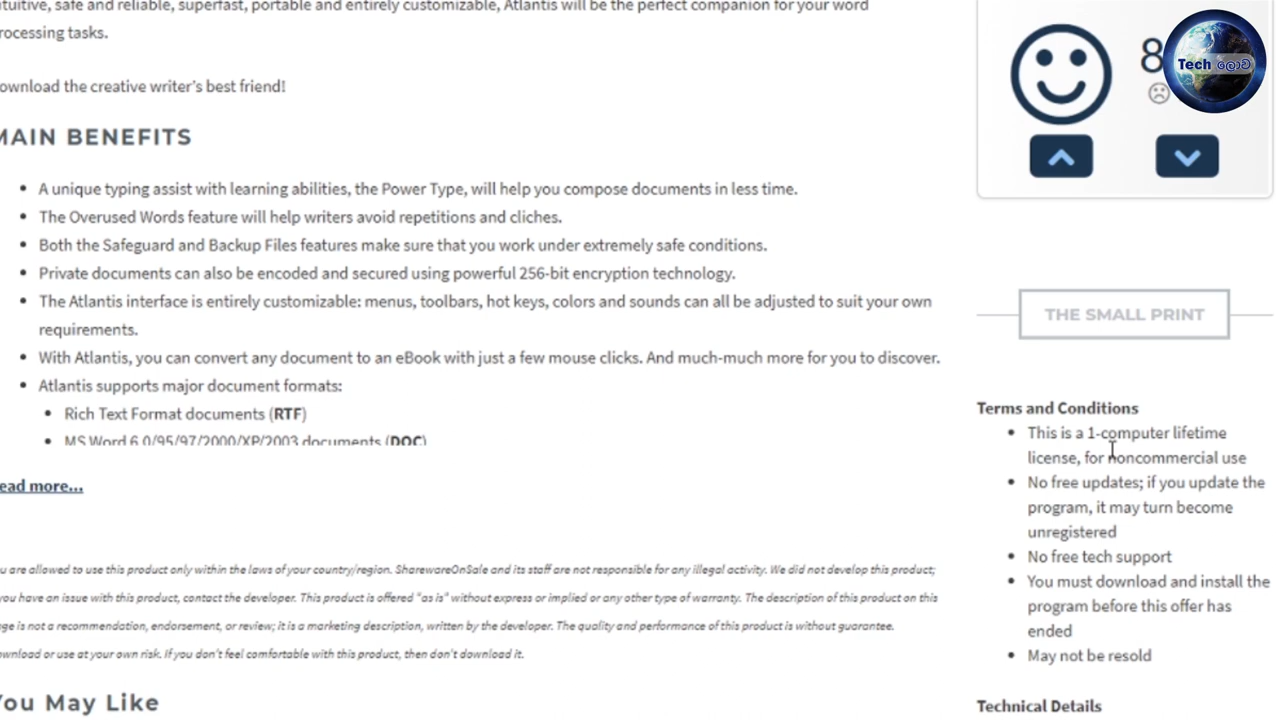 tuitive, safe and reliable, superfast, portable and entirely customizable, Atlantis will be the perfect companion for your word
rocessing tasks.
ownload the creative writer's best friend!
MAIN BENEFITS
• A unique typing assist with learning abilities, the Power Type, will help you compose documents in less time.
• The Overused Words feature will help writers avoid repetitions and cliches.
• Both the Safeguard and Backup Files features make sure that you work under extremely safe conditions.
• Private documents can also be encoded and secured using powerful 256-bit encryption technology.
• The Atlantis interface is entirely customizable: menus, toolbars, hot keys, colors and sounds can all be adjusted to suit your own
requirements.
• With Atlantis, you can convert any document to an eBook with just a few mouse clicks. And much-much more for you to discover.
• Atlantis supports major document formats:
• Rich Text Format documents (RTF)
• MS Word 6.0/95/97/2000/XP/2003 documents (DOC)
ead more...
u are allowed to use this product only within the laws of your country/region. SharewareOnSale and its staff are not responsible for any illegal activity. We did not develop this product;
you have an issue with this product, contact the developer. This product is offered "as is" without express or implied or any other type of warranty. The description of this product on this
ge is not a recommendation, endorsement, or review; it is a marketing description, written by the developer. The quality and performance of this product is without guarantee.
ownload or use at your own risk. If you don't feel comfortable with this product, then don't download it.
You May Like
8
Tech ලොව
THE SMALL PRINT
Terms and Conditions
• This is a 1-computer lifetime
license, for noncommercial use
• No free updates; if you update the
program, it may turn become
unregistered
• No free tech support
• You must download and install the
program before this offer has
ended
• May not be resold
Technical Details